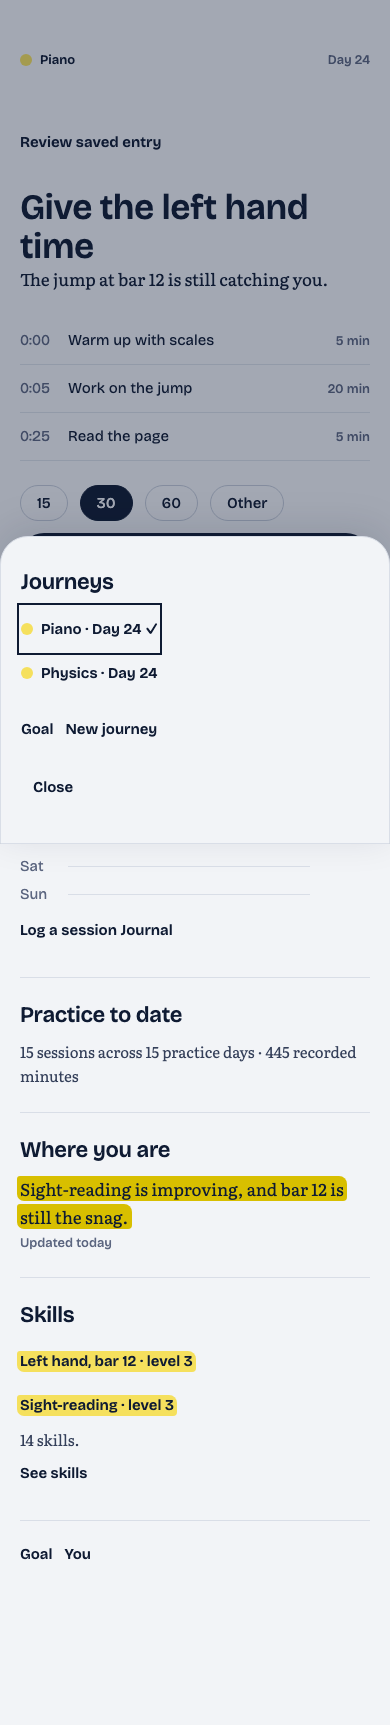 Piano
Day 24
Review saved entry
Give the left hand
time
The jump at bar 12 is still catching you.
0:00 Warm up with scales 5 min
0:05 Work on the jump 20 min
0:25 Read the page 5 min
15 30 60 Other
Journeys
Piano · Day 24 ✓
Physics · Day 24
Goal New journey
Close
Sat
Sun
Log a session Journal
Practice to date
15 sessions across 15 practice days · 445 recorded
minutes
Where you are
Sight-reading is improving, and bar 12 is
still the snag.
Updated today
Skills
Left hand, bar 12 · level 3
Sight-reading · level 3
14 skills.
See skills
Goal You